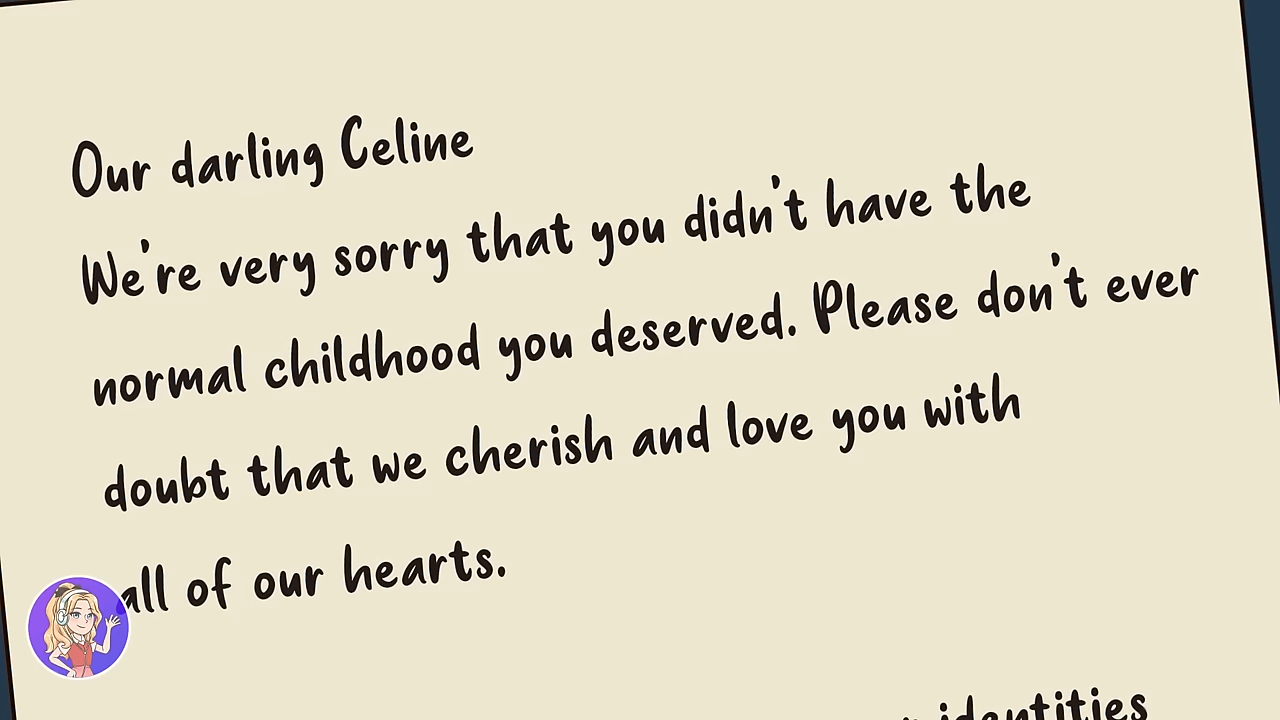 Our darling Celine
We're very sorry that you didn't have the
normal childhood you deserved. Please don't ever
doubt that we cherish and love you with
all of our hearts.
identities